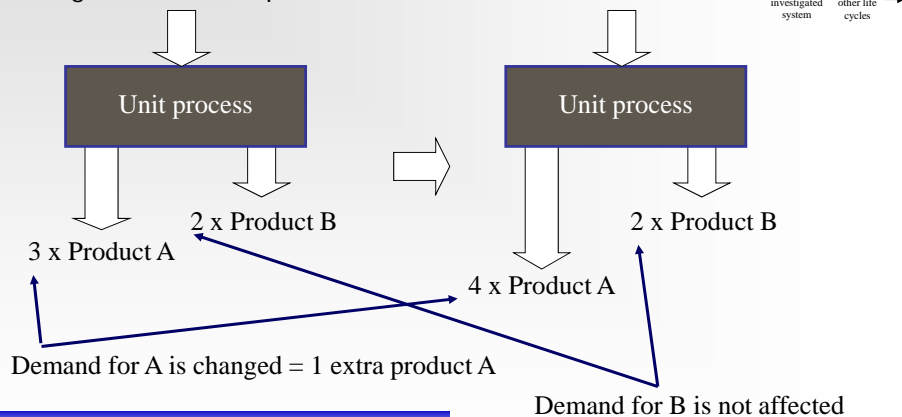 investigated other life
system cycles
Unit process
Unit process
2 x Product B
2 x Product B
3 x Product A
4 x Product A
Demand for A is changed = 1 extra product A
Demand for B is not affected